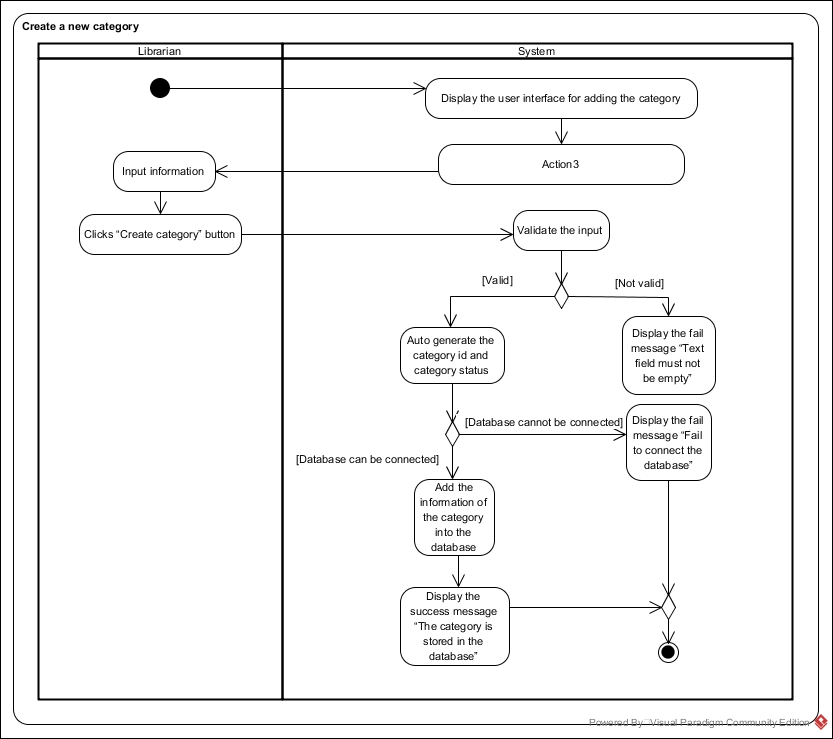 Create a new category
Librarian
System
Display the user interface for adding the category
Action3
Input information
Clicks “Create category” button
Validate the input
[Valid]
[Not valid]
Auto generate the
category id and
category status
Display the fail
message “Text
field must not
be empty”
[Database cannot be connected]
Display the fail
message “Fail
to connect the
database”
[Database can be connected]
Add the
information of
the category
into the
database
Display the
success message
“The category is
stored in the
database”
Powered By Visual Paradigm Community Edition